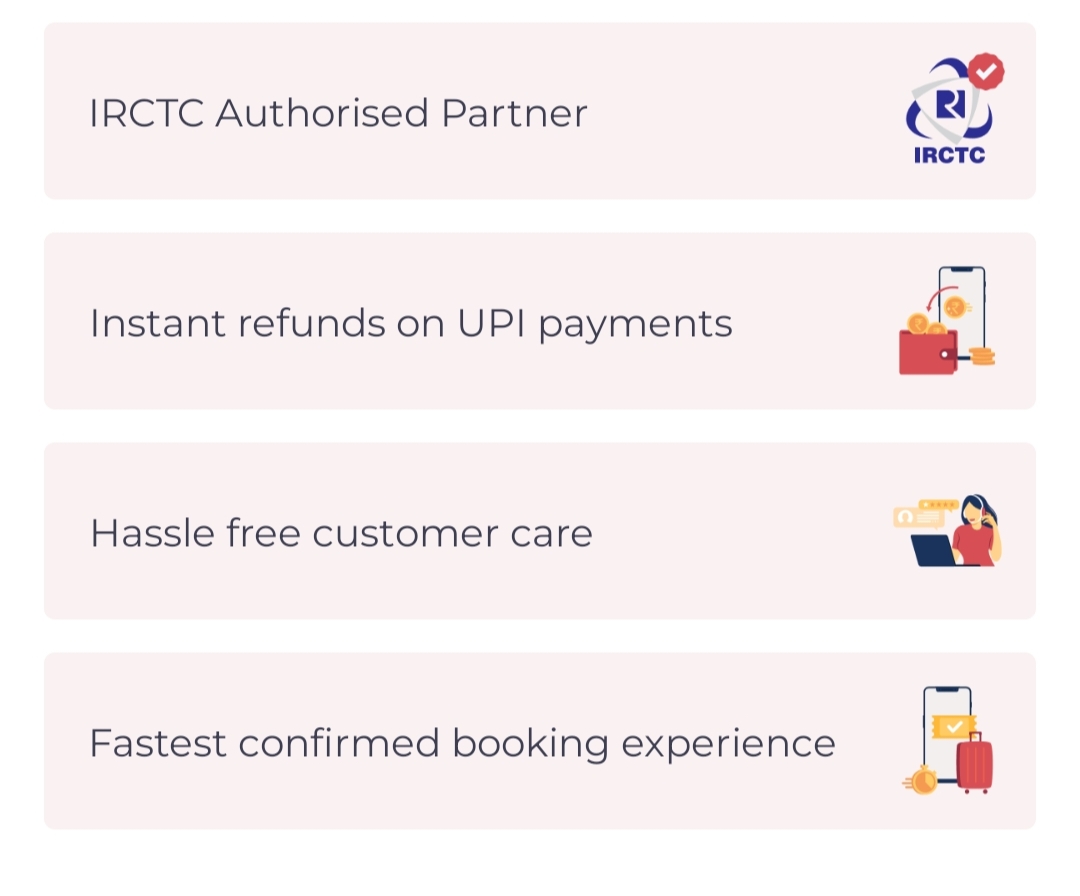 IRCTC Authorised Partner
IRCTC
Instant refunds on UPI payments
Hassle free customer care
Fastest confirmed booking experience